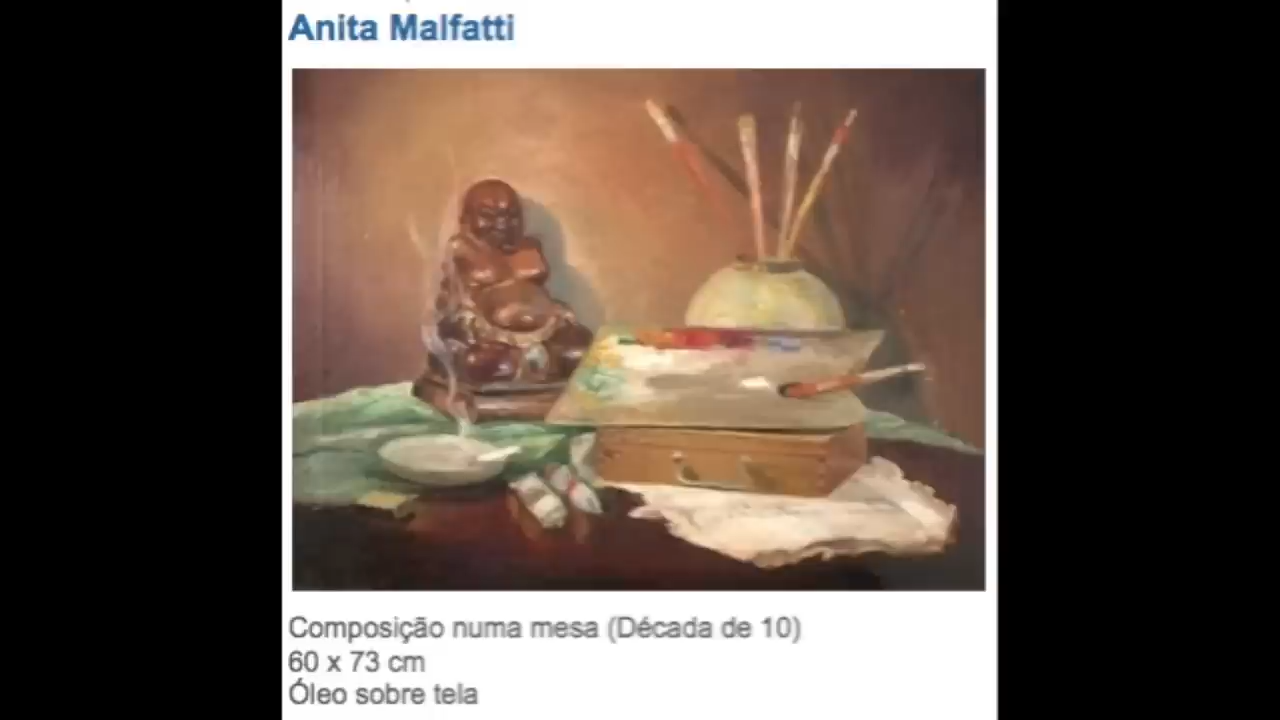 Anita Malfatti
Composição numa mesa (Década de 10)
60 x 73 cm
Óleo sobre tela